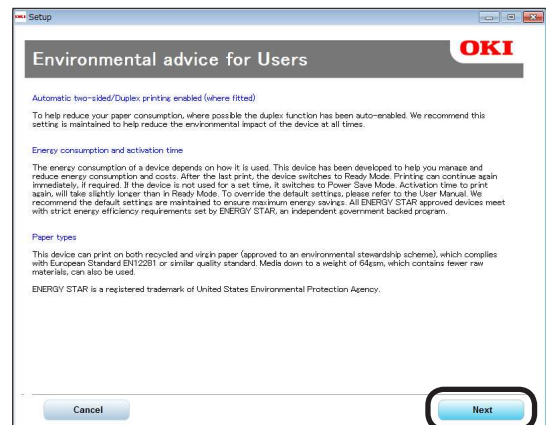 OKI Setup
OKI
Environmental advice for Users
Automatic two-sided/Duplex printing enabled (where fitted)
To help reduce your paper consumption, where possible the duplex function has been auto-enabled. We recommend this
setting is maintained to help reduce the environmental impact of the device at all times.
Energy consumption and activation time
The energy consumption of a device depends on how it is used. This device has been developed to help you manage and
reduce energy consumption and costs. After the last print, the device switches to Ready Mode. Printing can continue again
immediately, if required. If the device is not used for a set time, it switches to Power Save Mode. Activation time to print
again, will take slightly longer than in Ready Mode. To override the default settings, please refer to the User Manual. We
recommend the default settings are maintained to ensure maximum energy savings. All ENERGY STAR approved devices meet
with strict energy efficiency requirements set by ENERGY STAR, an independent government backed program.
Paper types
This device can print on both recycled and virgin paper (approved to an environmental stewardship scheme), which complies
with European Standard EN12281 or similar quality standard. Media down to a weight of 64gsm, which contains fewer raw
materials, can also be used.
ENERGY STAR is a registered trademark of United States Environmental Protection Agency.
Cancel
Next